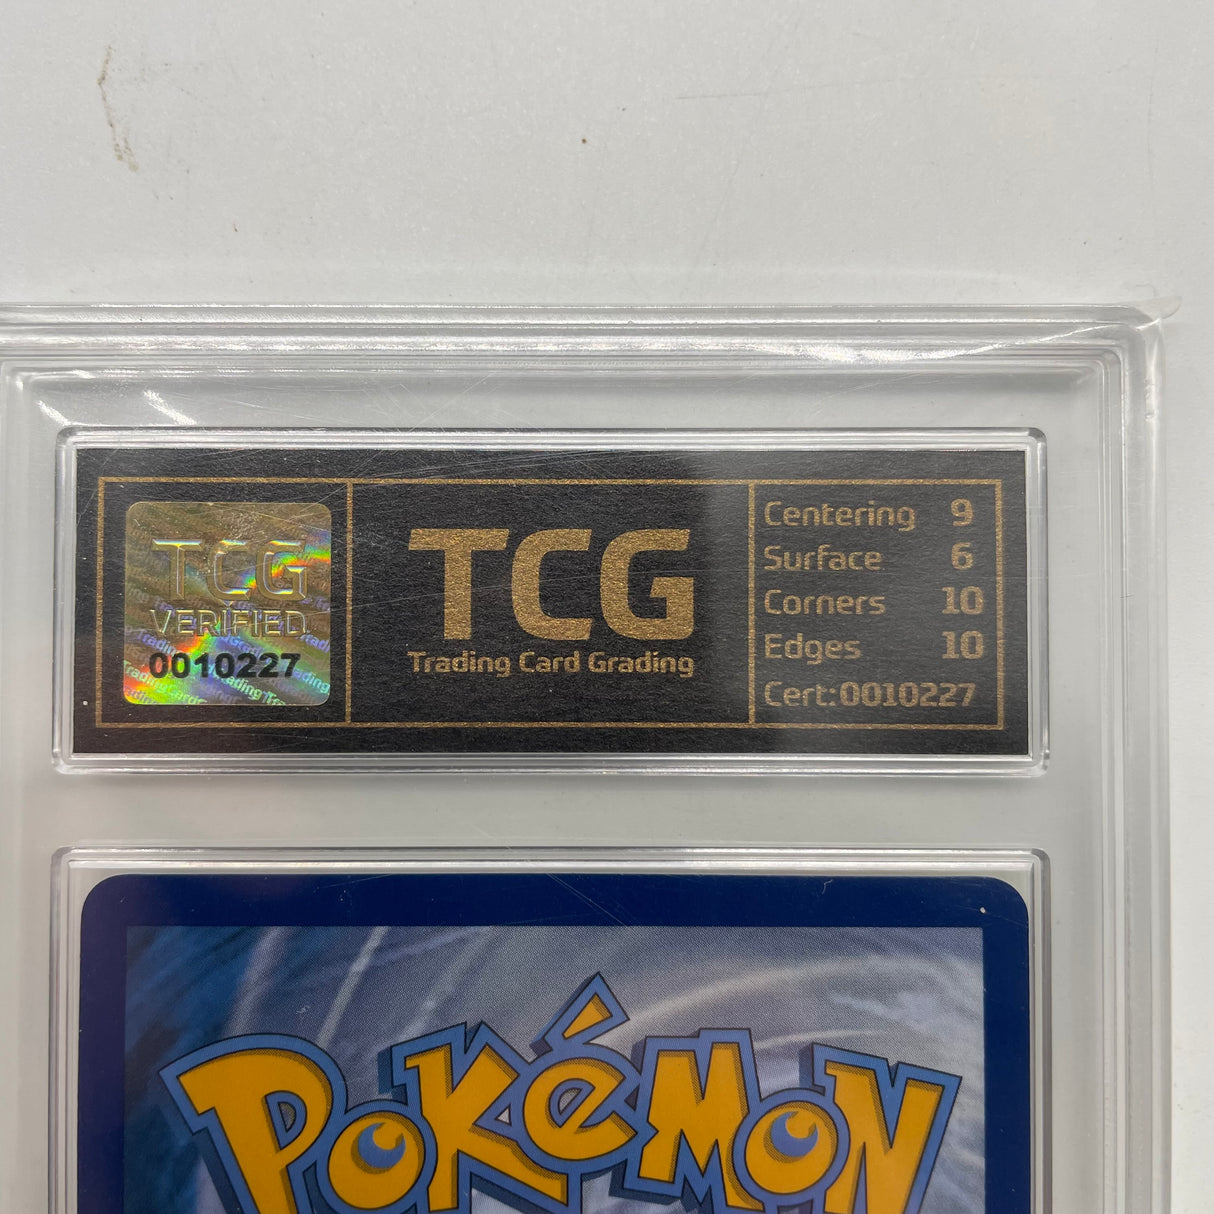 TCG
VERIFIED
0010227
TCG
Trading Card Grading
Centering 9
Surface 6
Corners 10
Edges 10
Cert:0010227
POKéMON